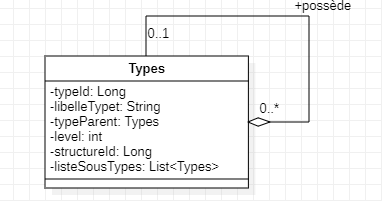 +possède
0..1
Types
-typeId: Long
-libelleTypet: String
-typeParent: Types
-level: int
-structureId: Long
-listeSousTypes: List<Types>
0..*